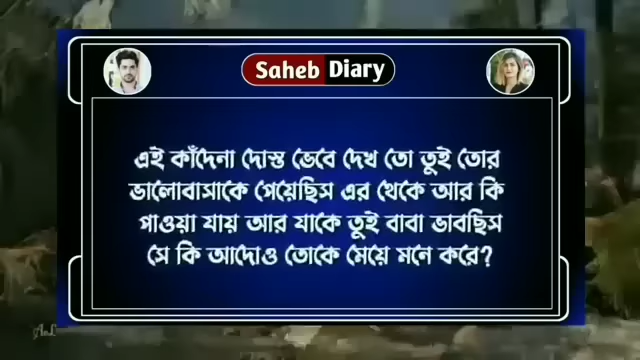 Saheb Diary
এই কাঁদেনা দোস্ত ভেবে দেখ তো তুই তোর
ভালোবাসাকে পেয়েছিস এর থেকে আর কি
পাওয়া যায় আর যাকে তুই বাবা ভাবছিস
সে কি আদোও তোকে মেয়ে মনে করে?